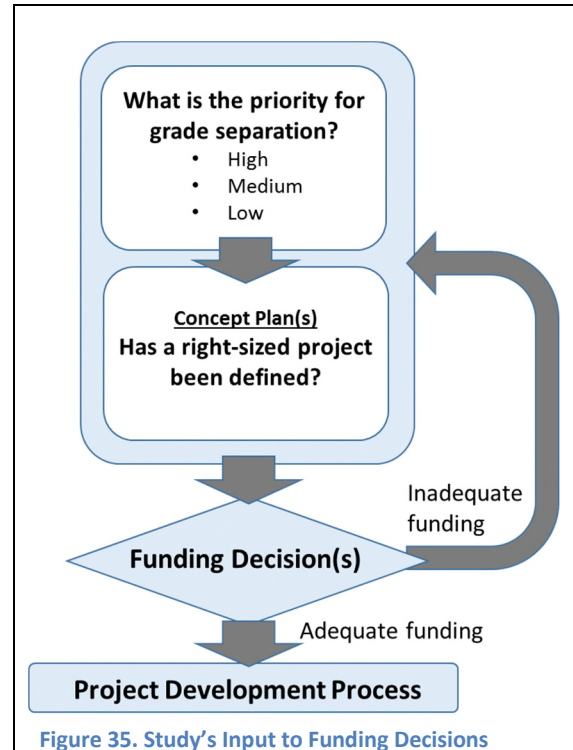 What is the priority for
grade separation?
• High
• Medium
• Low
Concept Plan(s)
Has a right-sized project
been defined?
Inadequate
funding
Funding Decision(s)
Adequate funding
Project Development Process
Figure 35. Study's Input to Funding Decisions